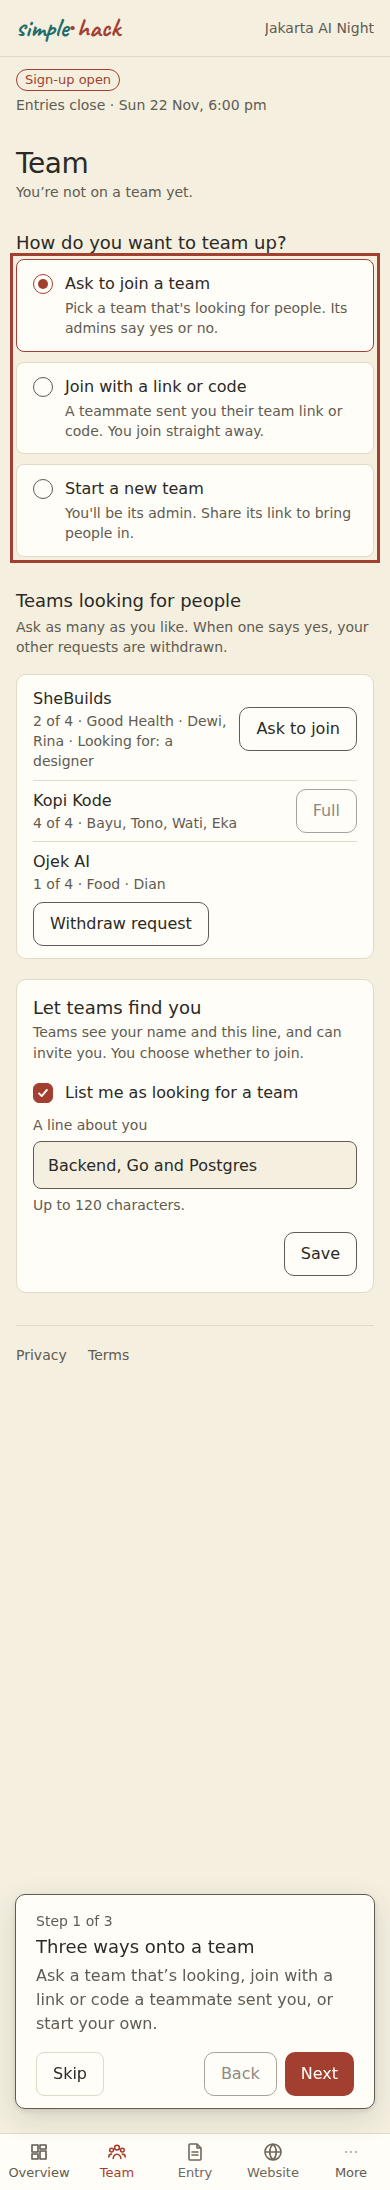 simple·hack
Jakarta AI Night
Sign-up open
Entries close · Sun 22 Nov, 6:00 pm
Team
You're not on a team yet.
How do you want to team up?
Ask to join a team
Pick a team that's looking for people. Its
admins say yes or no.
Join with a link or code
A teammate sent you their team link or
code. You join straight away.
Start a new team
You'll be its admin. Share its link to bring
people in.
Teams looking for people
Ask as many as you like. When one says yes, your
other requests are withdrawn.
SheBuilds
2 of 4 · Good Health · Dewi,
Rina · Looking for: a
designer
Ask to join
Kopi Kode
4 of 4 · Bayu, Tono, Wati, Eka
Full
Ojek AI
1 of 4 · Food · Dian
Withdraw request
Let teams find you
Teams see your name and this line, and can
invite you. You choose whether to join.
List me as looking for a team
A line about you
Backend, Go and Postgres
Up to 120 characters.
Save
Privacy Terms
Step 1 of 3
Three ways onto a team
Ask a team that's looking, join with a
link or code a teammate sent you, or
start your own.
Skip
Back
Next
Overview
Team
Entry
Website
More